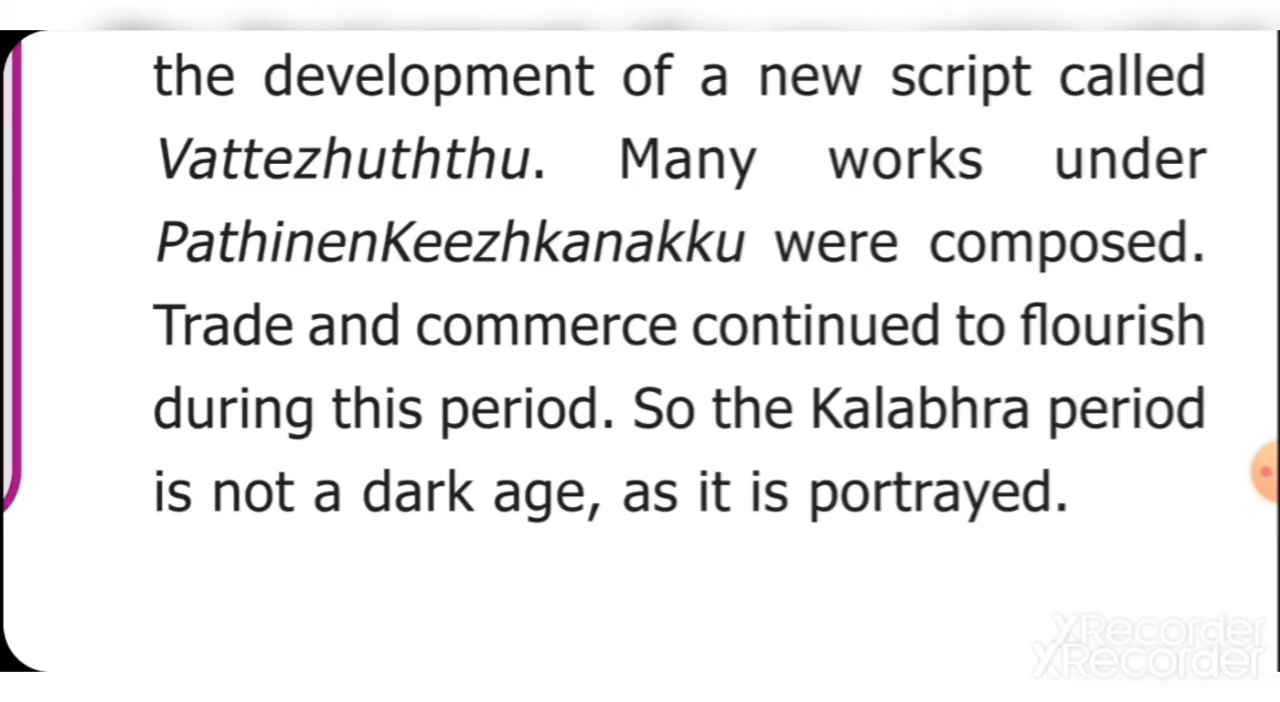 the development of a new script called
Vattezhuththu. Many works under
PathinenKeezhkanakku were composed.
Trade and commerce continued to flourish
during this period. So the Kalabhra period
is not a dark age, as it is portrayed.
XRecorder
XRecorder